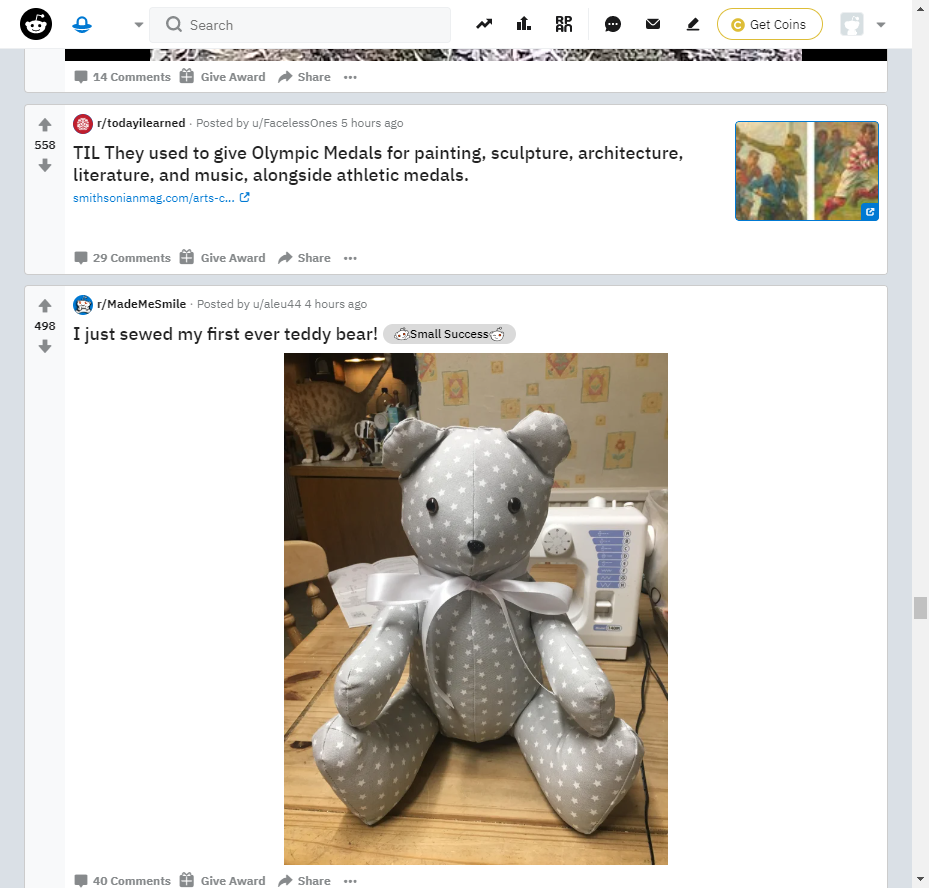 Search
Get Coins
14 Comments Give Award Share
r/todayilearned · Posted by u/FacelessOnes 5 hours ago
558
TIL They used to give Olympic Medals for painting, sculpture, architecture,
literature, and music, alongside athletic medals.
smithsonianmag.com/arts-c...
29 Comments Give Award Share
r/MadeMeSmile · Posted by u/aleu44 4 hours ago
498
I just sewed my first ever teddy bear! Small Success
40 Comments Give Award Share